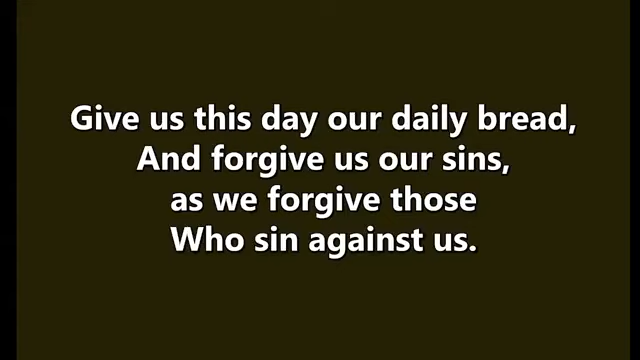 Give us this day our daily bread,
And forgive us our sins,
as we forgive those
Who sin against us.